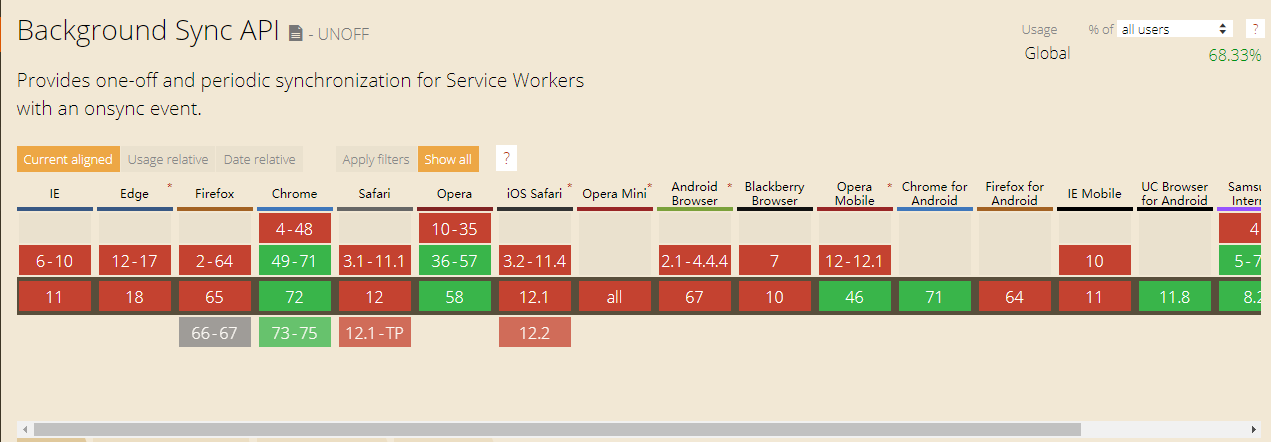 Background Sync API - UNOFF
Usage % of all users ?
Global 68.33%
Provides one-off and periodic synchronization for Service Workers
with an onsync event.
Current aligned Usage relative Date relative Apply filters Show all ?
IE Edge * Firefox Chrome Safari Opera iOS Safari * Opera Mini * Android Browser * Blackberry Browser Opera Mobile * Chrome for Android Firefox for Android IE Mobile UC Browser for Android Samsu Intern
4-48 10-35 4
6-10 12-17 2-64 49-71 3.1-11.1 36-57 3.2-11.4 2.1-4.4.4 7 12-12.1 10 5-7
11 18 65 72 12 58 12.1 all 67 10 46 71 64 11 11.8 8.2
66-67 73-75 12.1-TP 12.2